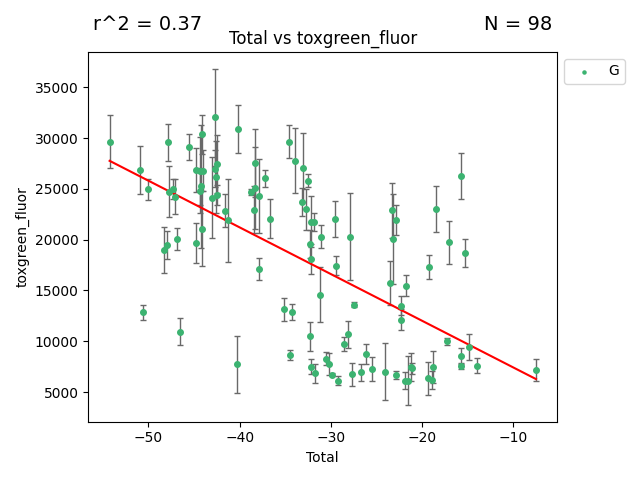 r^2 = 0.37 N = 98
Total vs toxgreen_fluor
G
35000
30000
25000
20000
15000
10000
5000
toxgreen_fluor
−50 −40 −30 −20 −10
Total